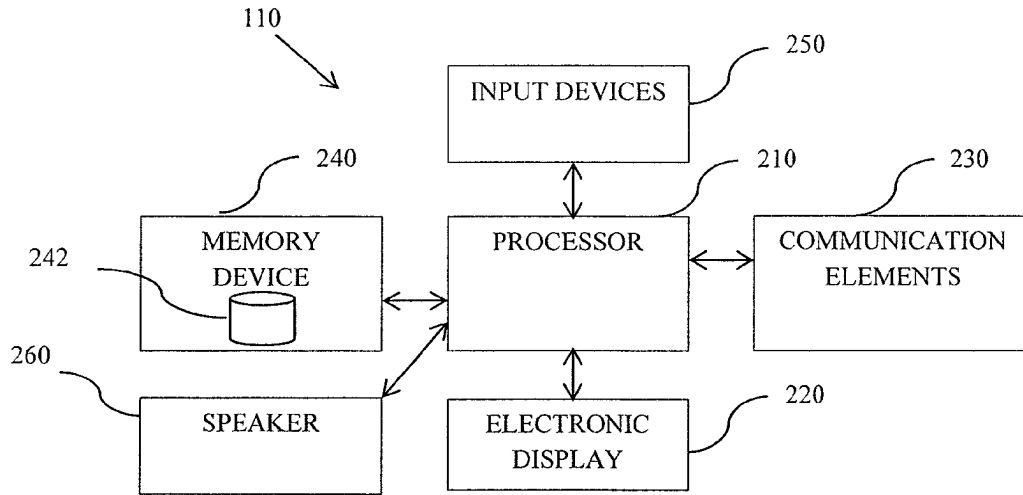 110
250
INPUT DEVICES
240
210
230
MEMORY
DEVICE
PROCESSOR
COMMUNICATION
ELEMENTS
242
260
SPEAKER
ELECTRONIC
DISPLAY
220